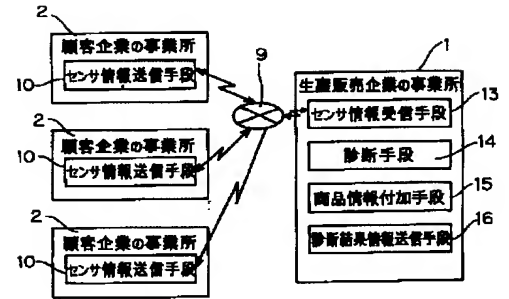 2
顧客企業の事業所
10
センサ情報送信手段
2
顧客企業の事業所
10
センサ情報送信手段
2
顧客企業の事業所
10
センサ情報送信手段
9
1
生産販売企業の事業所
センサ情報受信手段
13
診断手段
14
商品情報付加手段
15
診断結果情報送信手段
16